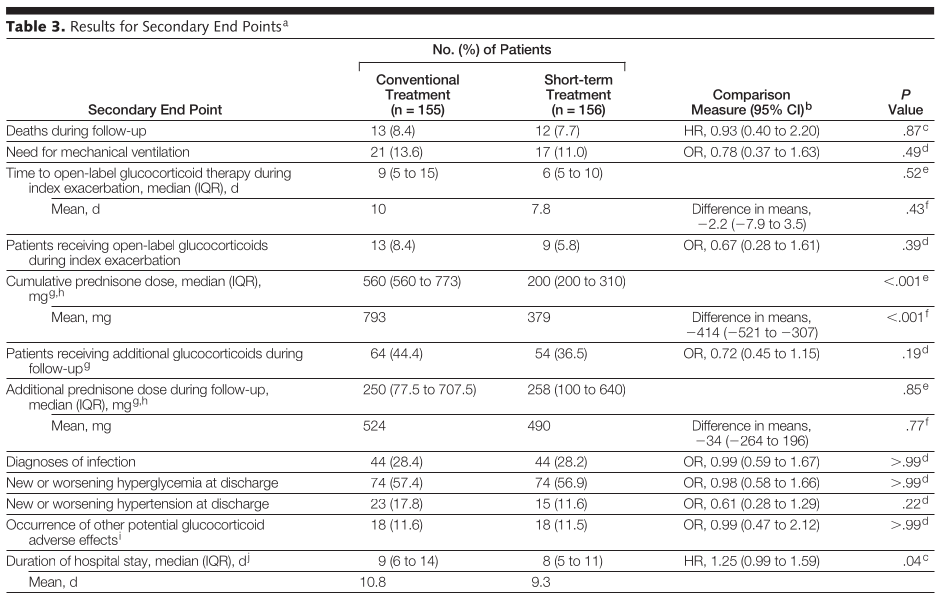 Table 3. Results for Secondary End Points^a
No. (%) of Patients
Secondary End Point | Conventional Treatment (n = 155) | Short-term Treatment (n = 156) | Comparison Measure (95% CI)^b | P Value
Deaths during follow-up | 13 (8.4) | 12 (7.7) | HR, 0.93 (0.40 to 2.20) | .87^c
Need for mechanical ventilation | 21 (13.6) | 17 (11.0) | OR, 0.78 (0.37 to 1.63) | .49^d
Time to open-label glucocorticoid therapy during index exacerbation, median (IQR), d | 9 (5 to 15) | 6 (5 to 10) | | .52^e
Mean, d | 10 | 7.8 | Difference in means, −2.2 (−7.9 to 3.5) | .43^f
Patients receiving open-label glucocorticoids during index exacerbation | 13 (8.4) | 9 (5.8) | OR, 0.67 (0.28 to 1.61) | .39^d
Cumulative prednisone dose, median (IQR), mg^g,h | 560 (560 to 773) | 200 (200 to 310) | | <.001^e
Mean, mg | 793 | 379 | Difference in means, −414 (−521 to −307) | <.001^f
Patients receiving additional glucocorticoids during follow-up^g | 64 (44.4) | 54 (36.5) | OR, 0.72 (0.45 to 1.15) | .19^d
Additional prednisone dose during follow-up, median (IQR), mg^g,h | 250 (77.5 to 707.5) | 258 (100 to 640) | | .85^e
Mean, mg | 524 | 490 | Difference in means, −34 (−264 to 196) | .77^f
Diagnoses of infection | 44 (28.4) | 44 (28.2) | OR, 0.99 (0.59 to 1.67) | >.99^d
New or worsening hyperglycemia at discharge | 74 (57.4) | 74 (56.9) | OR, 0.98 (0.58 to 1.66) | >.99^d
New or worsening hypertension at discharge | 23 (17.8) | 15 (11.6) | OR, 0.61 (0.28 to 1.29) | .22^d
Occurrence of other potential glucocorticoid adverse effects^i | 18 (11.6) | 18 (11.5) | OR, 0.99 (0.47 to 2.12) | >.99^d
Duration of hospital stay, median (IQR), d^j | 9 (6 to 14) | 8 (5 to 11) | HR, 1.25 (0.99 to 1.59) | .04^c
Mean, d | 10.8 | 9.3